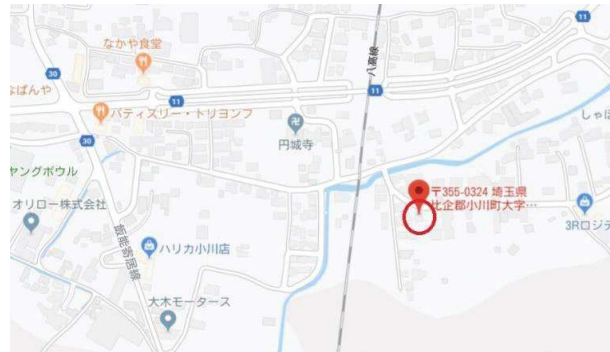 30
11
なかや食堂
11
なぱんや
パティスリー・トリヨンフ
30
円城寺
八高線
11
ヤングボウル
オリロー株式会社
飯能寄居線
ハリカ小川店
大木モータース
〒355-0324 埼玉県
比企郡小川町大字…
3Rロジテ
しゃぼ